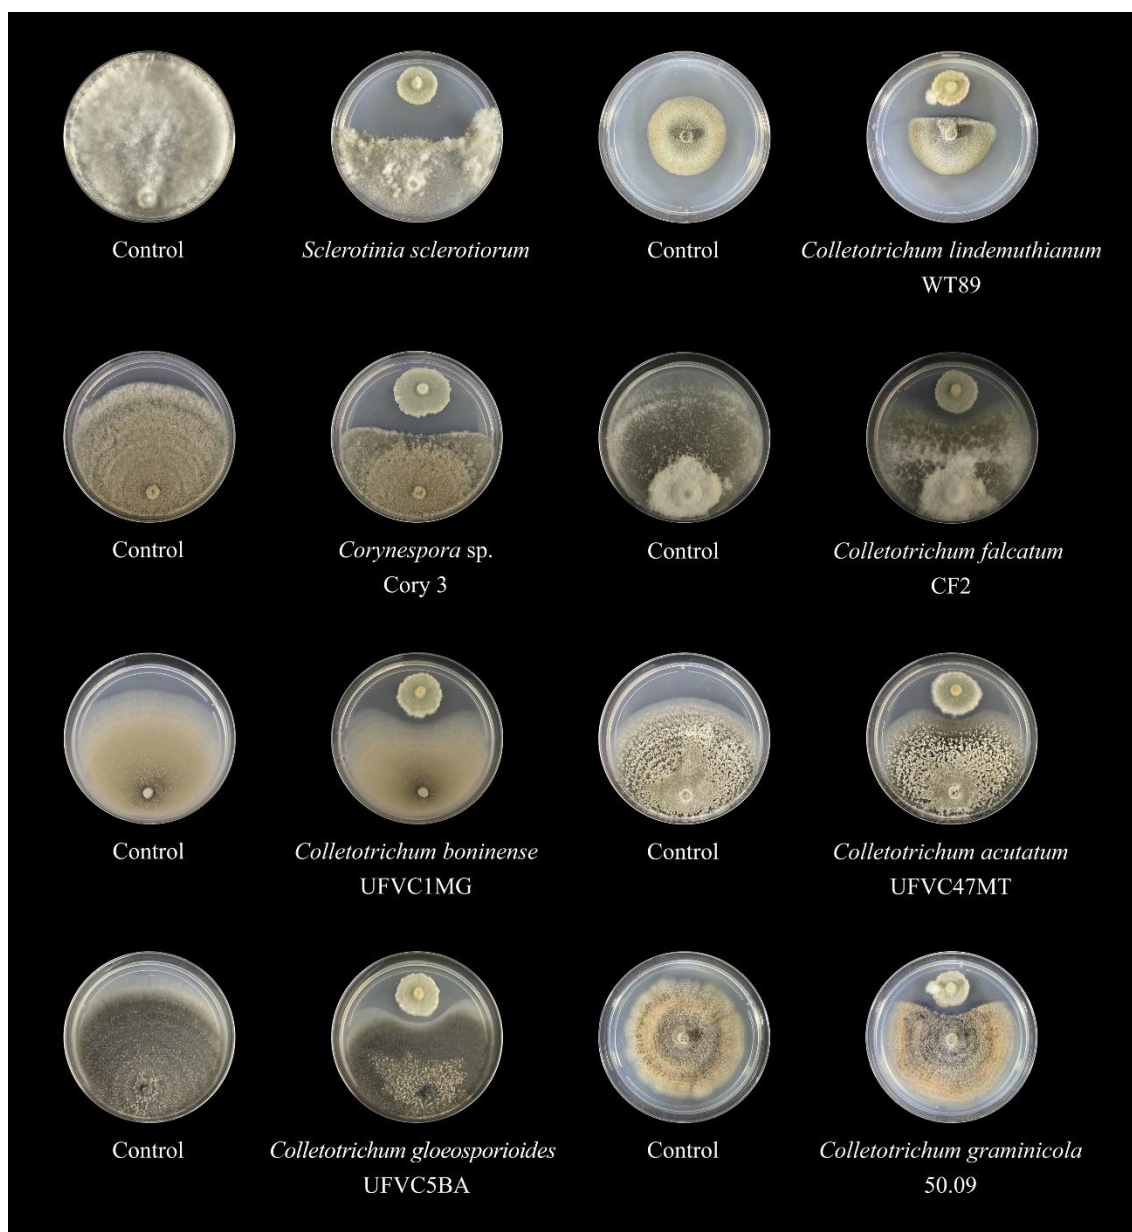 Control
Sclerotinia sclerotiorum
Control
Colletotrichum lindemuthianum
WT89
Control
Corynespora sp.
Cory 3
Control
Colletotrichum falcatum
CF2
Control
Colletotrichum boninense
UFVC1MG
Control
Colletotrichum acutatum
UFVC47MT
Control
Colletotrichum gloeosporioides
UFVC5BA
Control
Colletotrichum graminicola
50.09